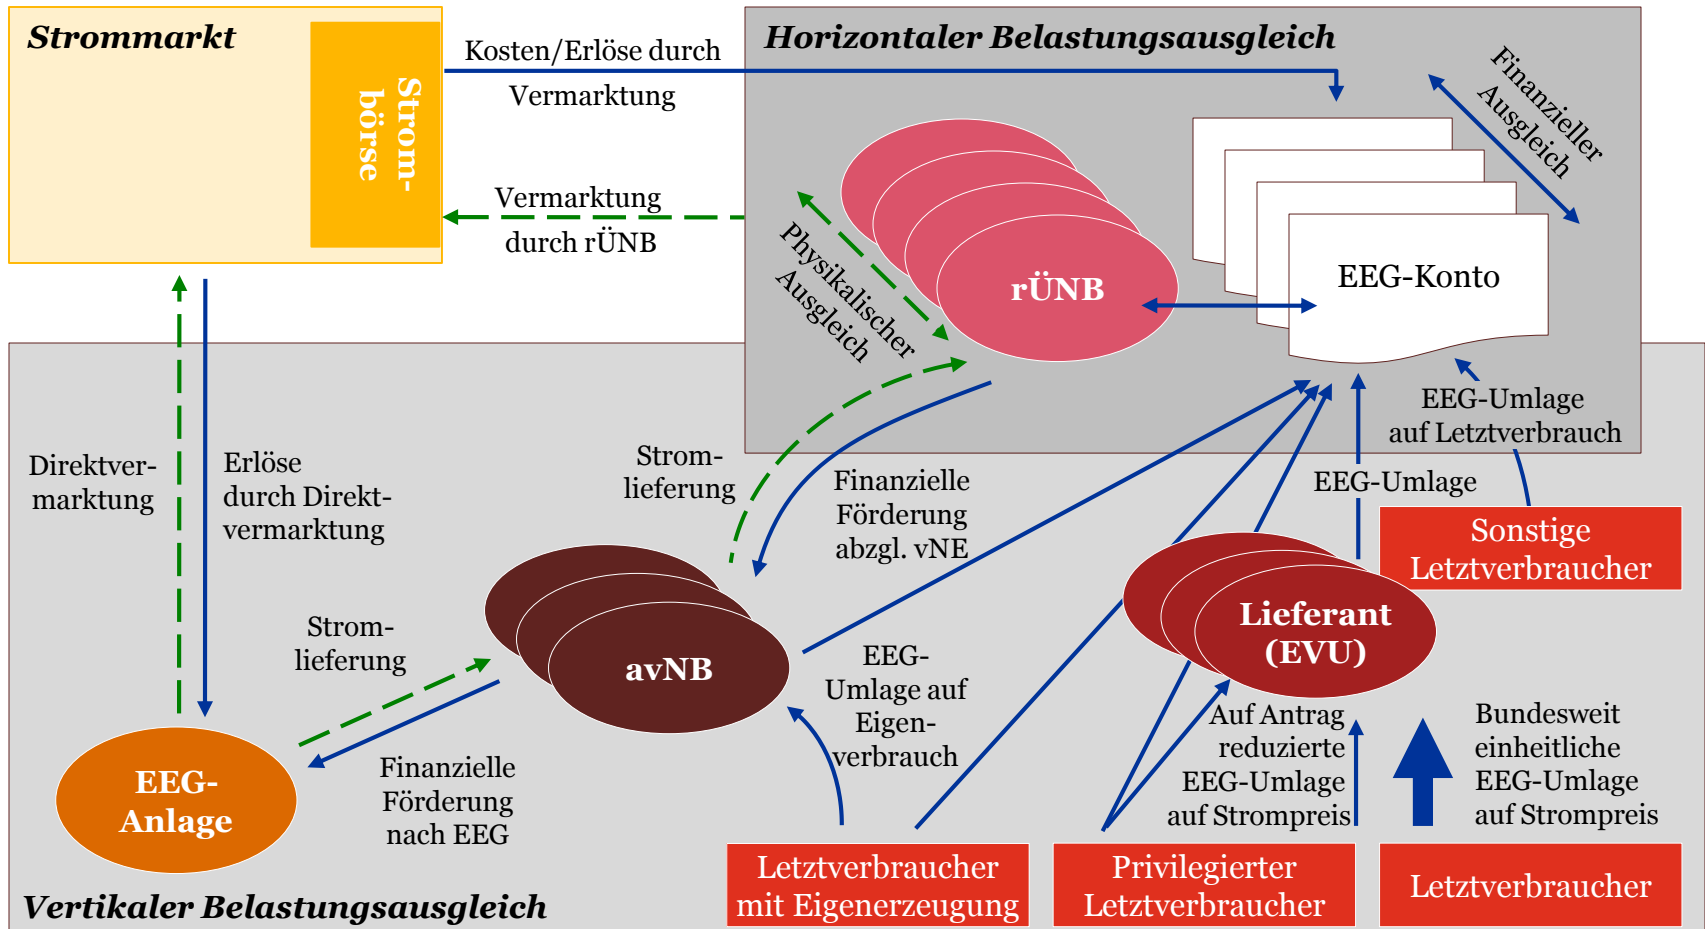 Strommarkt
Strom-
börse
Kosten/Erlöse durch
Vermarktung
Vermarktung
durch rÜNB
Horizontaler Belastungsausgleich
Finanzieller
Ausgleich
Physikalischer
Ausgleich
rÜNB
EEG-Konto
EEG-Umlage
auf Letztverbrauch
EEG-Umlage
Direktver-
marktung
Erlöse
durch Direkt-
vermarktung
Strom-
lieferung
Finanzielle
Förderung
abzgl. vNE
Sonstige
Letztverbraucher
Lieferant
(EVU)
Strom-
lieferung
avNB
EEG-
Umlage auf
Eigen-
verbrauch
Auf Antrag
reduzierte
EEG-Umlage
auf Strompreis
Bundesweit
einheitliche
EEG-Umlage
auf Strompreis
EEG-
Anlage
Finanzielle
Förderung
nach EEG
Letztverbraucher
mit Eigenerzeugung
Privilegierter
Letztverbraucher
Letztverbraucher
Vertikaler Belastungsausgleich